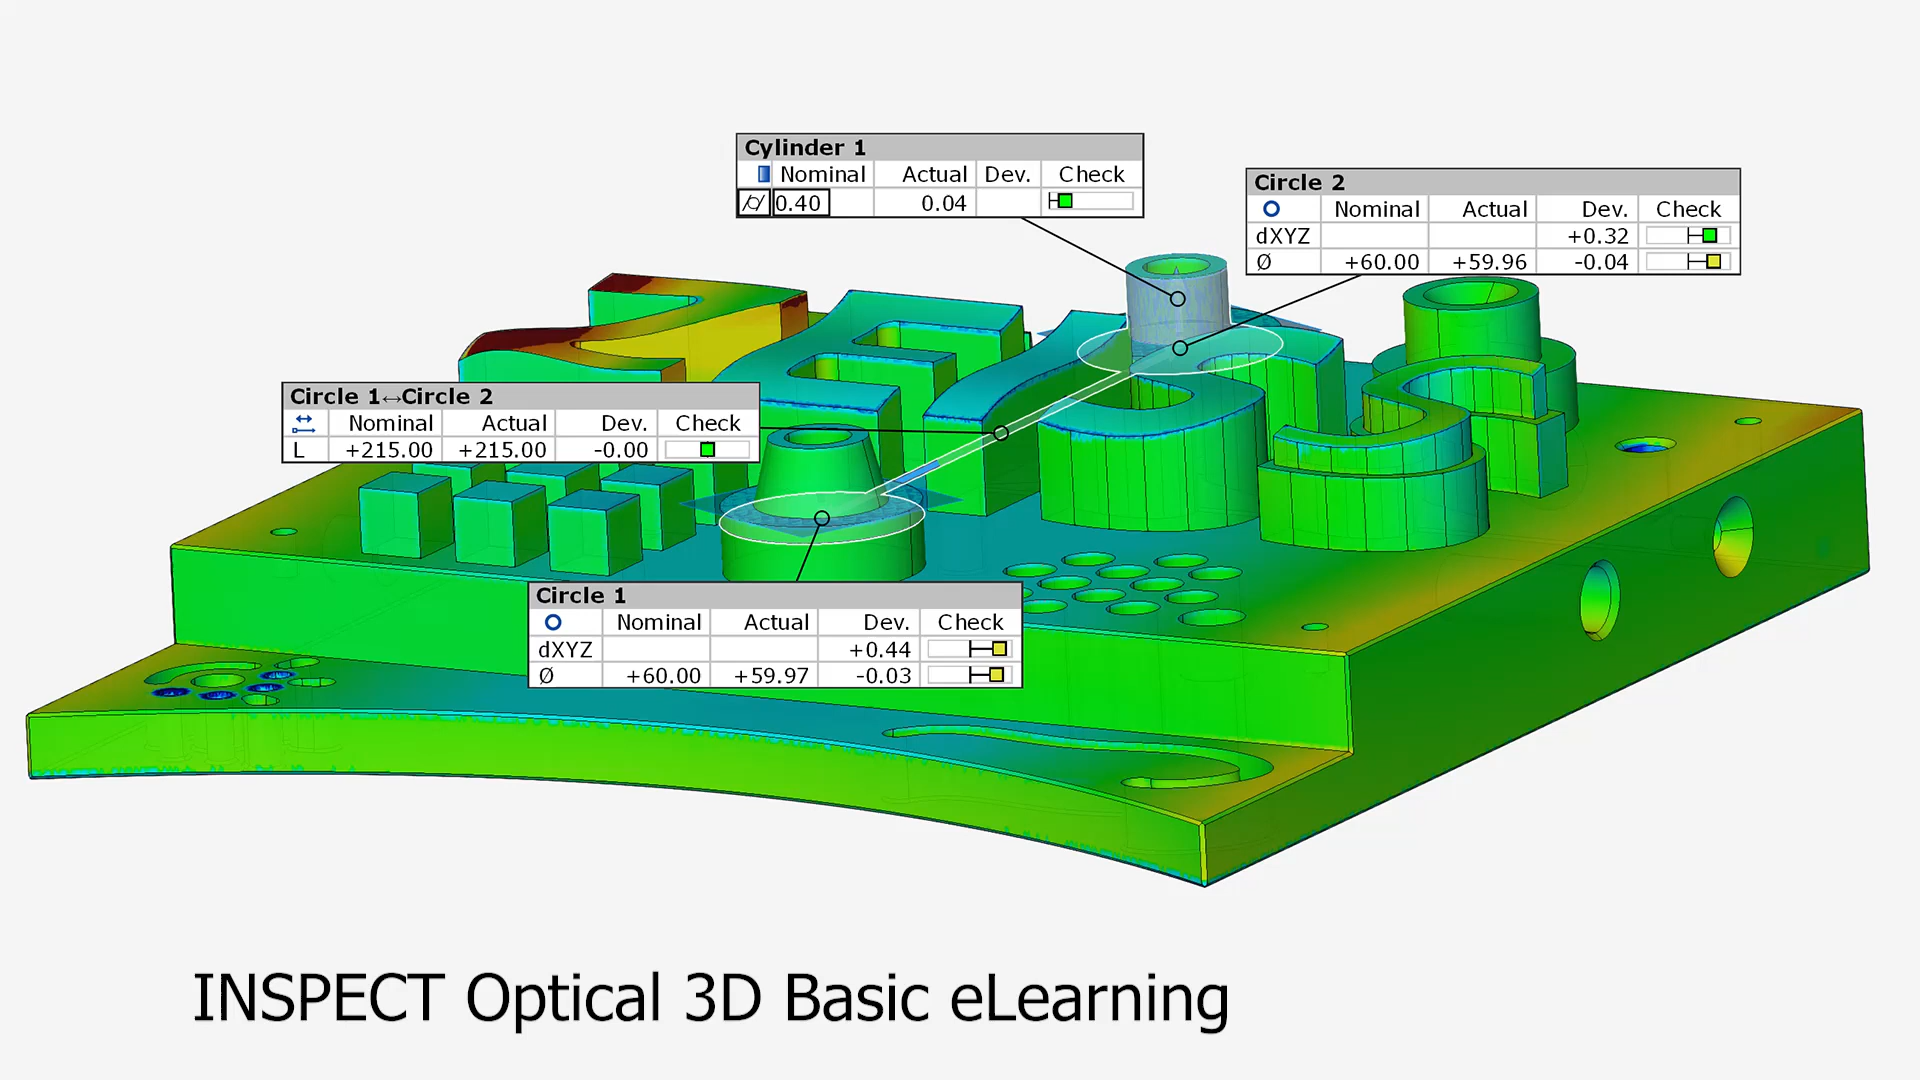 Cylinder 1
Nominal Actual Dev. Check
0.40 0.04
Circle 2
Nominal Actual Dev. Check
dXYZ +0.32
Ø +60.00 +59.96 -0.04
Circle 1↔Circle 2
Nominal Actual Dev. Check
L +215.00 +215.00 -0.00
Circle 1
Nominal Actual Dev. Check
dXYZ +0.44
Ø +60.00 +59.97 -0.03
INSPECT Optical 3D Basic eLearning